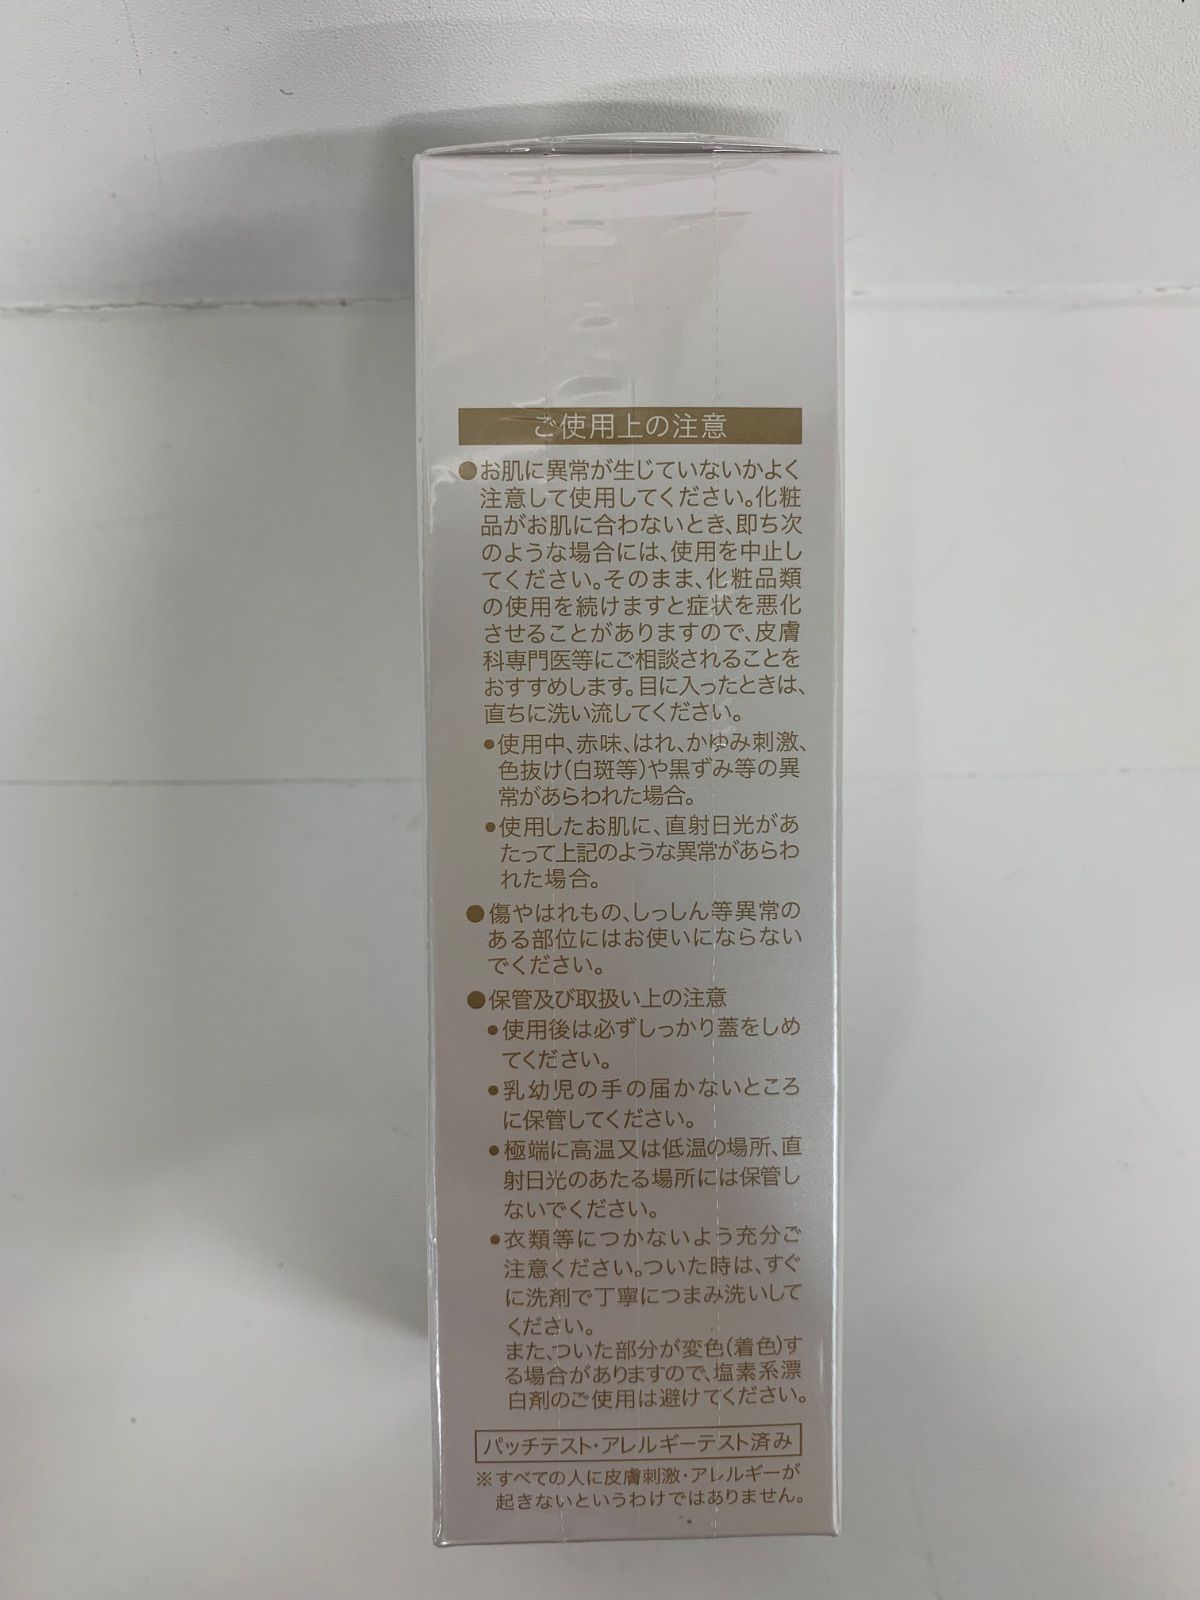 ご使用上の注意
●お肌に異常が生じていないかよく
注意して使用してください。化粧
品がお肌に合わないとき、即ち次
のような場合には、使用を中止し
てください。そのまま、化粧品類
の使用を続けますと症状を悪化
させることがありますので、皮膚
科専門医等にご相談されることを
おすすめします。目に入ったときは、
直ちに洗い流してください。
●使用中、赤味、はれ、かゆみ刺激、
色抜け(白斑等)や黒ずみ等の異
常があらわれた場合。
●使用したお肌に、直射日光があ
たって上記のような異常があらわ
れた場合。
●傷やはれもの、しっしん等異常の
ある部位にはお使いにならない
でください。
●保管及び取扱い上の注意
●使用後は必ずしっかり蓋をしめ
てください。
●乳幼児の手の届かないところ
に保管してください。
●極端に高温又は低温の場所、直
射日光のあたる場所には保管し
ないでください。
●衣類等につかないよう充分ご
注意ください。ついた時は、すぐ
に洗剤で丁寧につまみ洗いして
ください。
また、ついた部分が変色(着色)す
る場合がありますので、塩素系漂
白剤のご使用は避けてください。
パッチテスト・アレルギーテスト済み
※すべての人に皮膚刺激・アレルギーが
起きないというわけではありません。